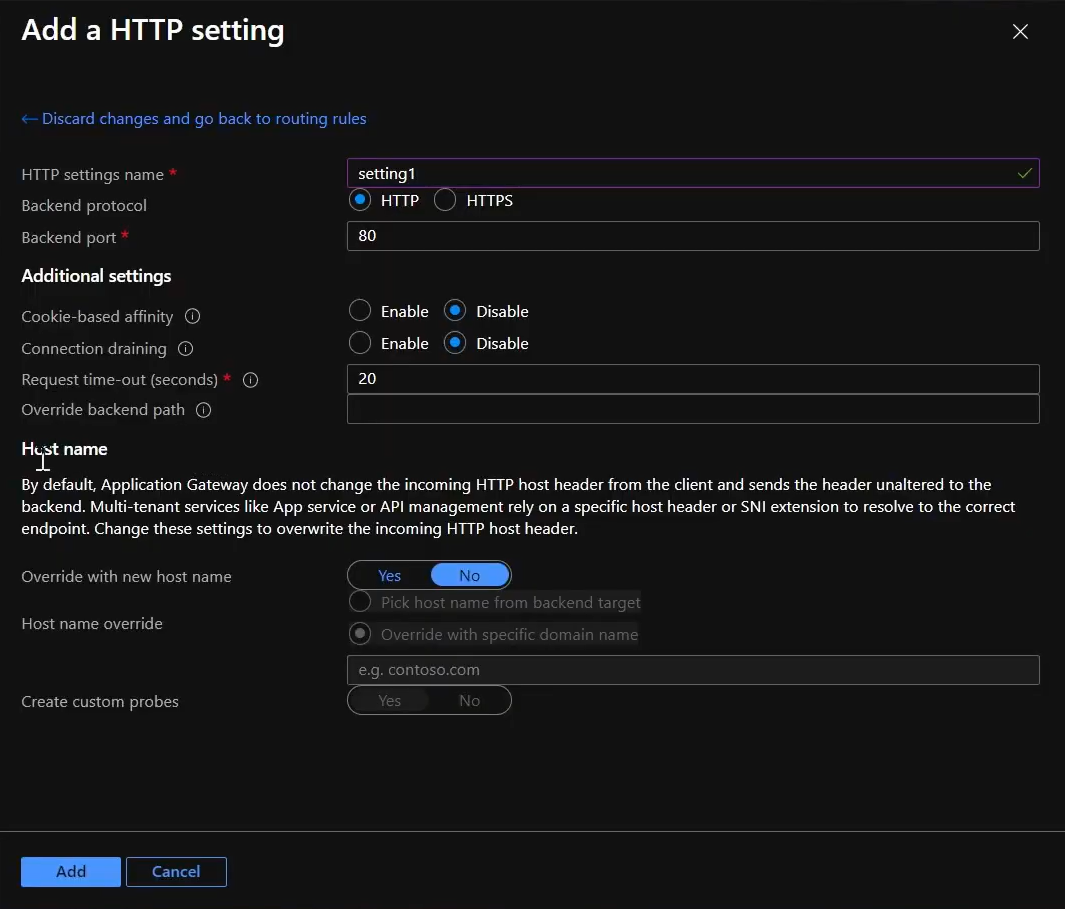 Add a HTTP setting
← Discard changes and go back to routing rules
HTTP settings name *
setting1
Backend protocol
HTTP HTTPS
Backend port *
80
Additional settings
Cookie-based affinity
Enable Disable
Connection draining
Enable Disable
Request time-out (seconds) *
20
Override backend path
Host name
By default, Application Gateway does not change the incoming HTTP host header from the client and sends the header unaltered to the
backend. Multi-tenant services like App service or API management rely on a specific host header or SNI extension to resolve to the correct
endpoint. Change these settings to overwrite the incoming HTTP host header.
Override with new host name
Yes No
Host name override
Pick host name from backend target
Override with specific domain name
e.g. contoso.com
Create custom probes
Yes No
Add Cancel